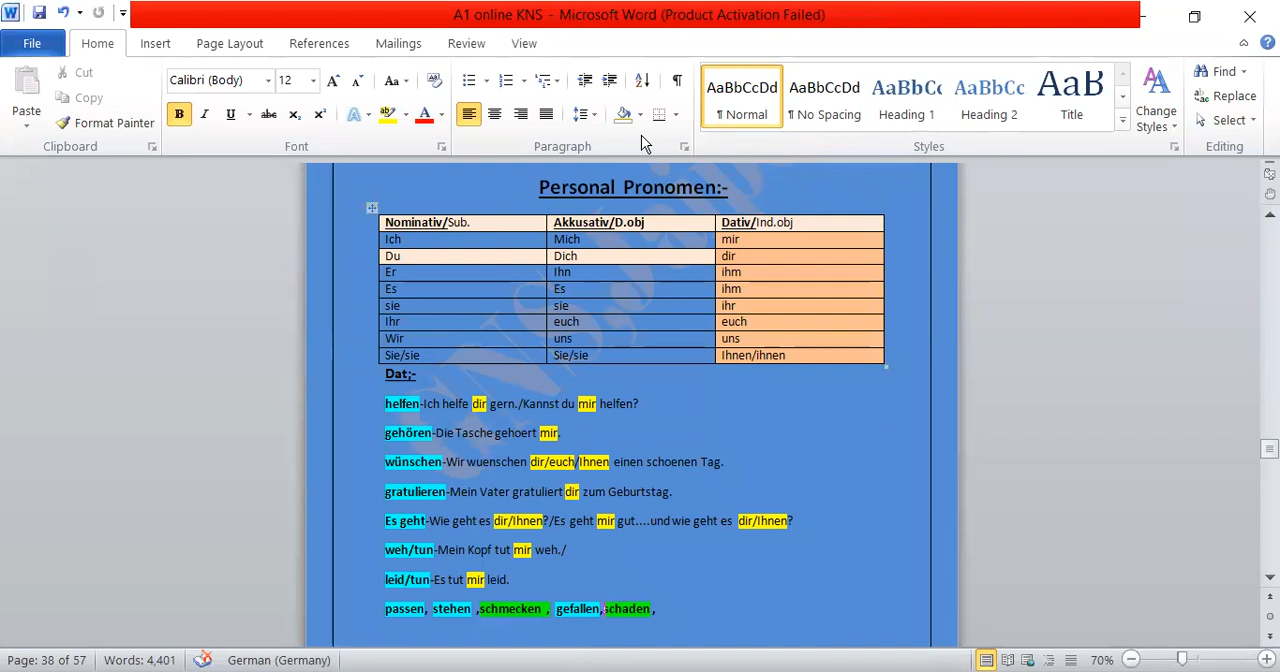 A1 online KNS - Microsoft Word (Product Activation Failed)
File Home Insert Page Layout References Mailings Review View
Cut
Calibri (Body) 12
AaBbCcDd AaBbCcDd AaBbCc AaBbCc AaB
Find
Paste Copy
Replace
Format Painter
¶ Normal ¶ No Spacing Heading 1 Heading 2 Title
Change Styles
Select
Clipboard Font Paragraph Styles Editing
Personal Pronomen:-
Nominativ/Sub. Akkusativ/D.obj Dativ/Ind.obj
Ich Mich mir
Du Dich dir
Er Ihn ihm
Es Es ihm
sie sie ihr
Ihr euch euch
Wir uns uns
Sie/sie Sie/sie Ihnen/ihnen
Dat;-
helfen-Ich helfe dir gern./Kannst du mir helfen?
gehören-Die Tasche gehoert mir.
wünschen-Wir wuenschen dir/euch/Ihnen einen schoenen Tag.
gratulieren-Mein Vater gratuliert dir zum Geburtstag.
Es geht-Wie geht es dir/Ihnen?/Es geht mir gut....und wie geht es dir/Ihnen?
weh/tun-Mein Kopf tut mir weh./
leid/tun-Es tut mir leid.
passen, stehen ,schmecken , gefallen,schaden ,
Page: 38 of 57 Words: 4,401 German (Germany) 70%